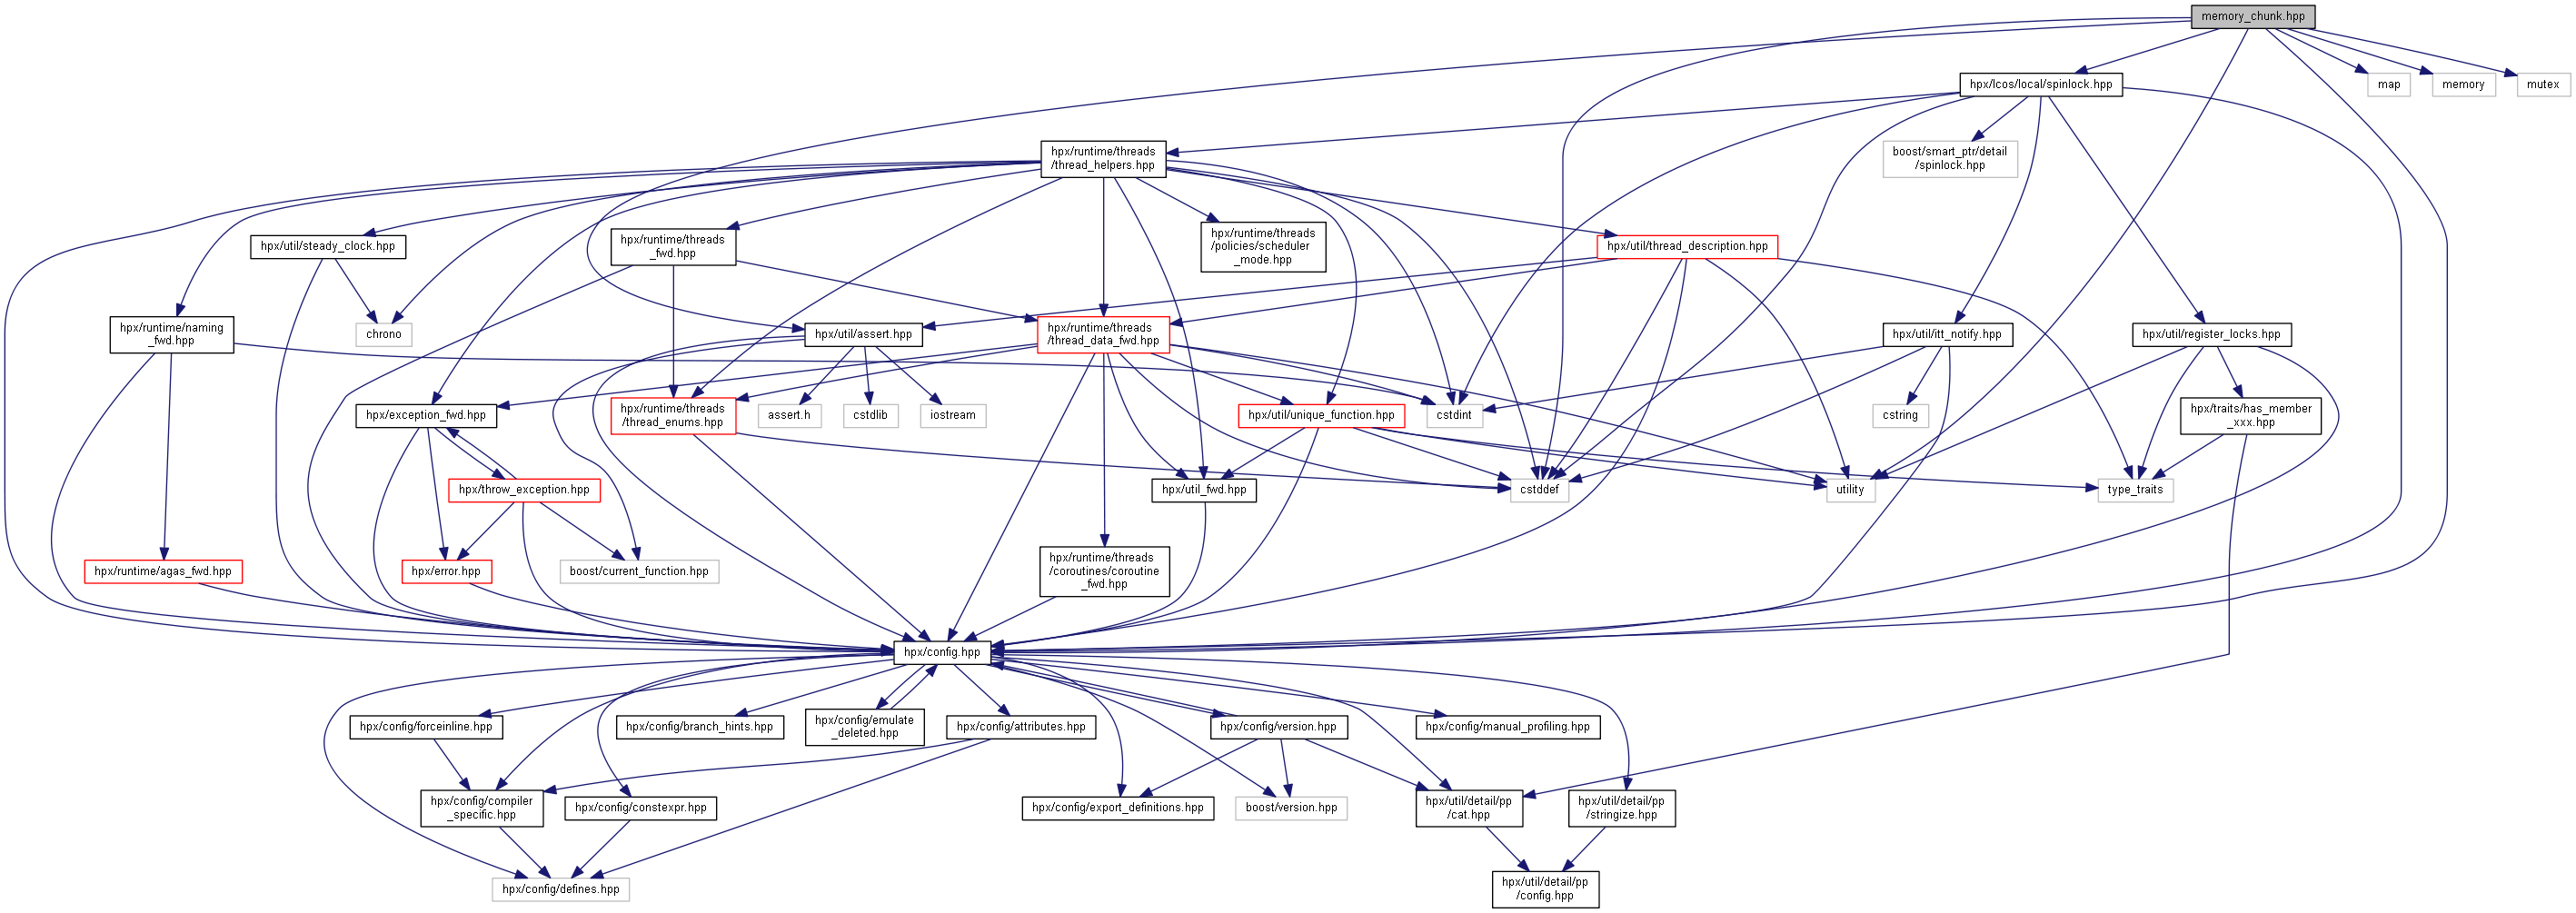 memory_chunk.hpp
hpx/lcos/local/spinlock.hpp
map
memory
mutex
hpx/runtime/threads
/thread_helpers.hpp
boost/smart_ptr/detail
/spinlock.hpp
hpx/util/steady_clock.hpp
hpx/runtime/threads
_fwd.hpp
hpx/runtime/threads
/policies/scheduler
_mode.hpp
hpx/util/thread_description.hpp
hpx/runtime/naming
_fwd.hpp
chrono
hpx/util/assert.hpp
hpx/runtime/threads
/thread_data_fwd.hpp
hpx/util/itt_notify.hpp
hpx/util/register_locks.hpp
hpx/exception_fwd.hpp
hpx/runtime/threads
/thread_enums.hpp
assert.h
cstdlib
iostream
hpx/util/unique_function.hpp
cstdint
cstring
hpx/traits/has_member
_xxx.hpp
hpx/throw_exception.hpp
hpx/util_fwd.hpp
cstddef
utility
type_traits
hpx/runtime/agas_fwd.hpp
hpx/error.hpp
boost/current_function.hpp
hpx/runtime/threads
/coroutines/coroutine
_fwd.hpp
hpx/config.hpp
hpx/config/forceinline.hpp
hpx/config/branch_hints.hpp
hpx/config/emulate
_deleted.hpp
hpx/config/attributes.hpp
hpx/config/version.hpp
hpx/config/manual_profiling.hpp
hpx/config/compiler
_specific.hpp
hpx/config/constexpr.hpp
hpx/config/export_definitions.hpp
boost/version.hpp
hpx/util/detail/pp
/cat.hpp
hpx/util/detail/pp
/stringize.hpp
hpx/config/defines.hpp
hpx/util/detail/pp
/config.hpp